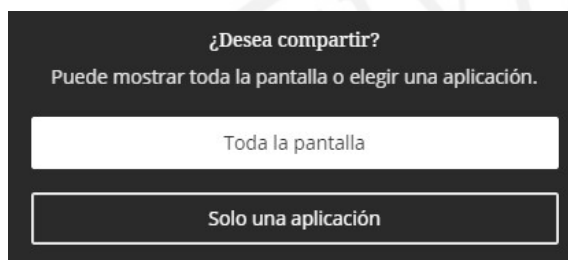 ¿Desea compartir?
Puede mostrar toda la pantalla o elegir una aplicación.
Toda la pantalla
Solo una aplicación